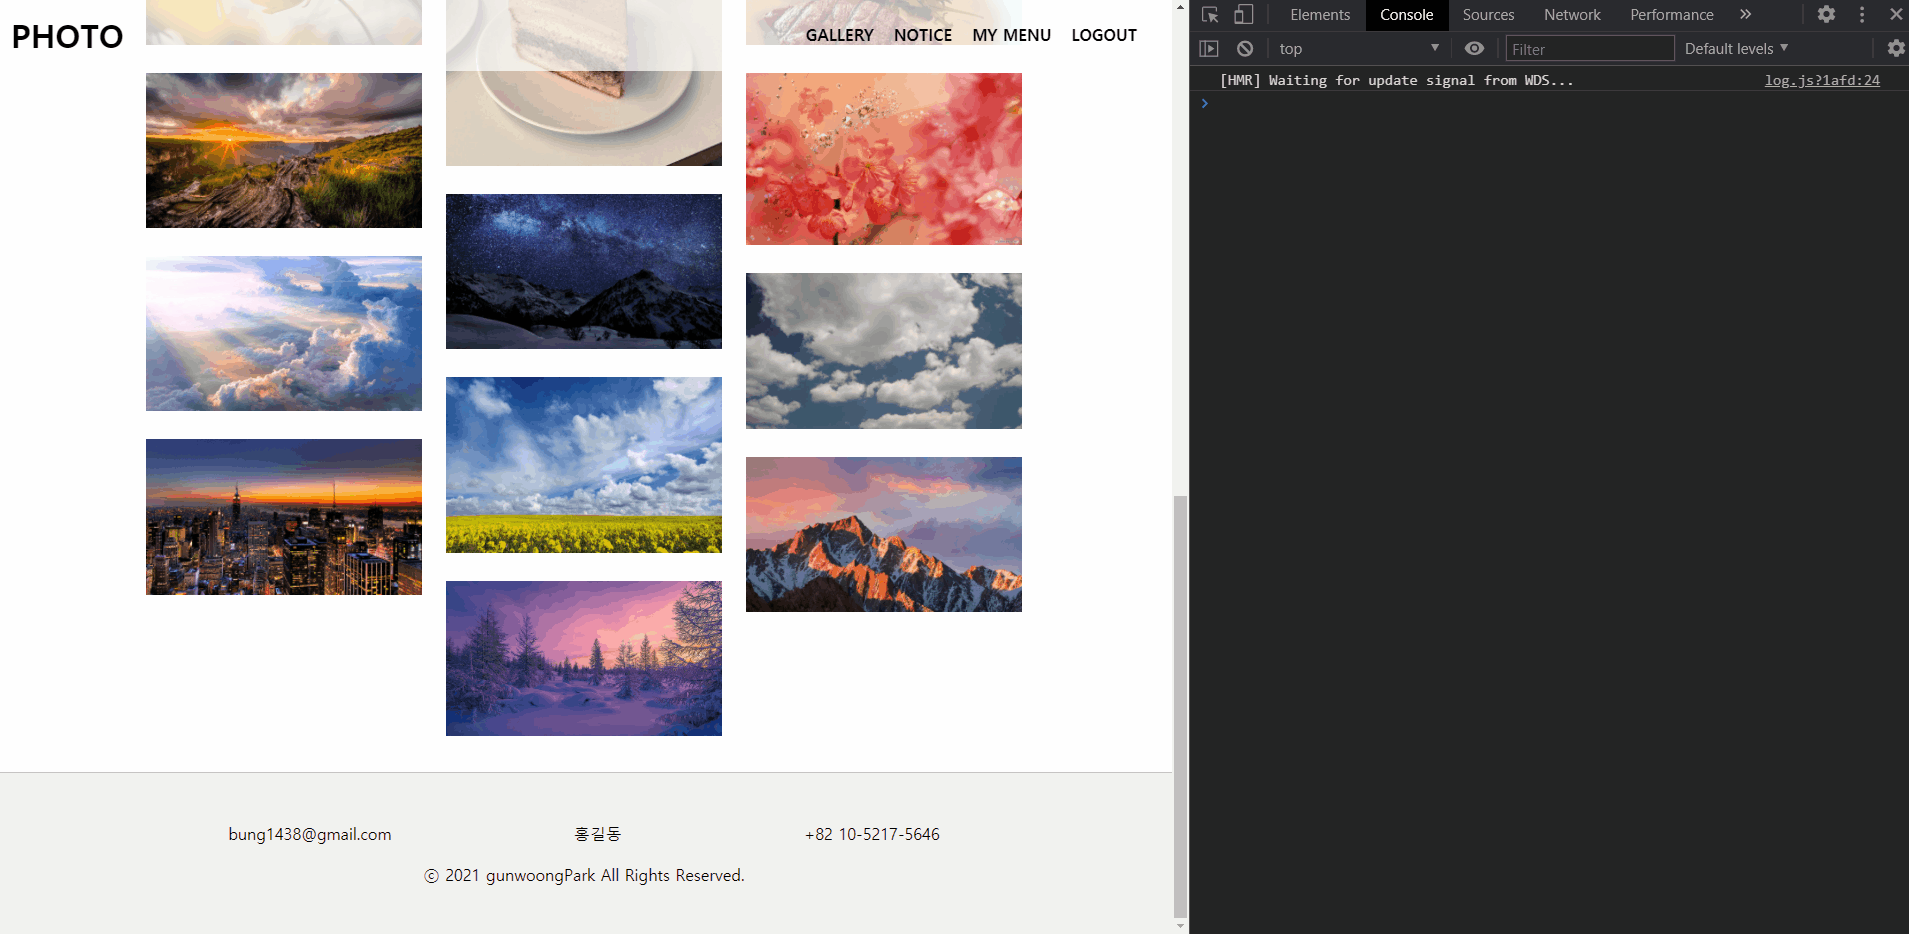 PHOTO
GALLERY NOTICE MY MENU LOGOUT
bung1438@gmail.com 홍길동 +82 10-5217-5646
ⓒ 2021 gunwoongPark All Rights Reserved.
Elements Console Sources Network Performance »
top ▼ Filter Default levels ▼
[HMR] Waiting for update signal from WDS... log.js?1afd:24